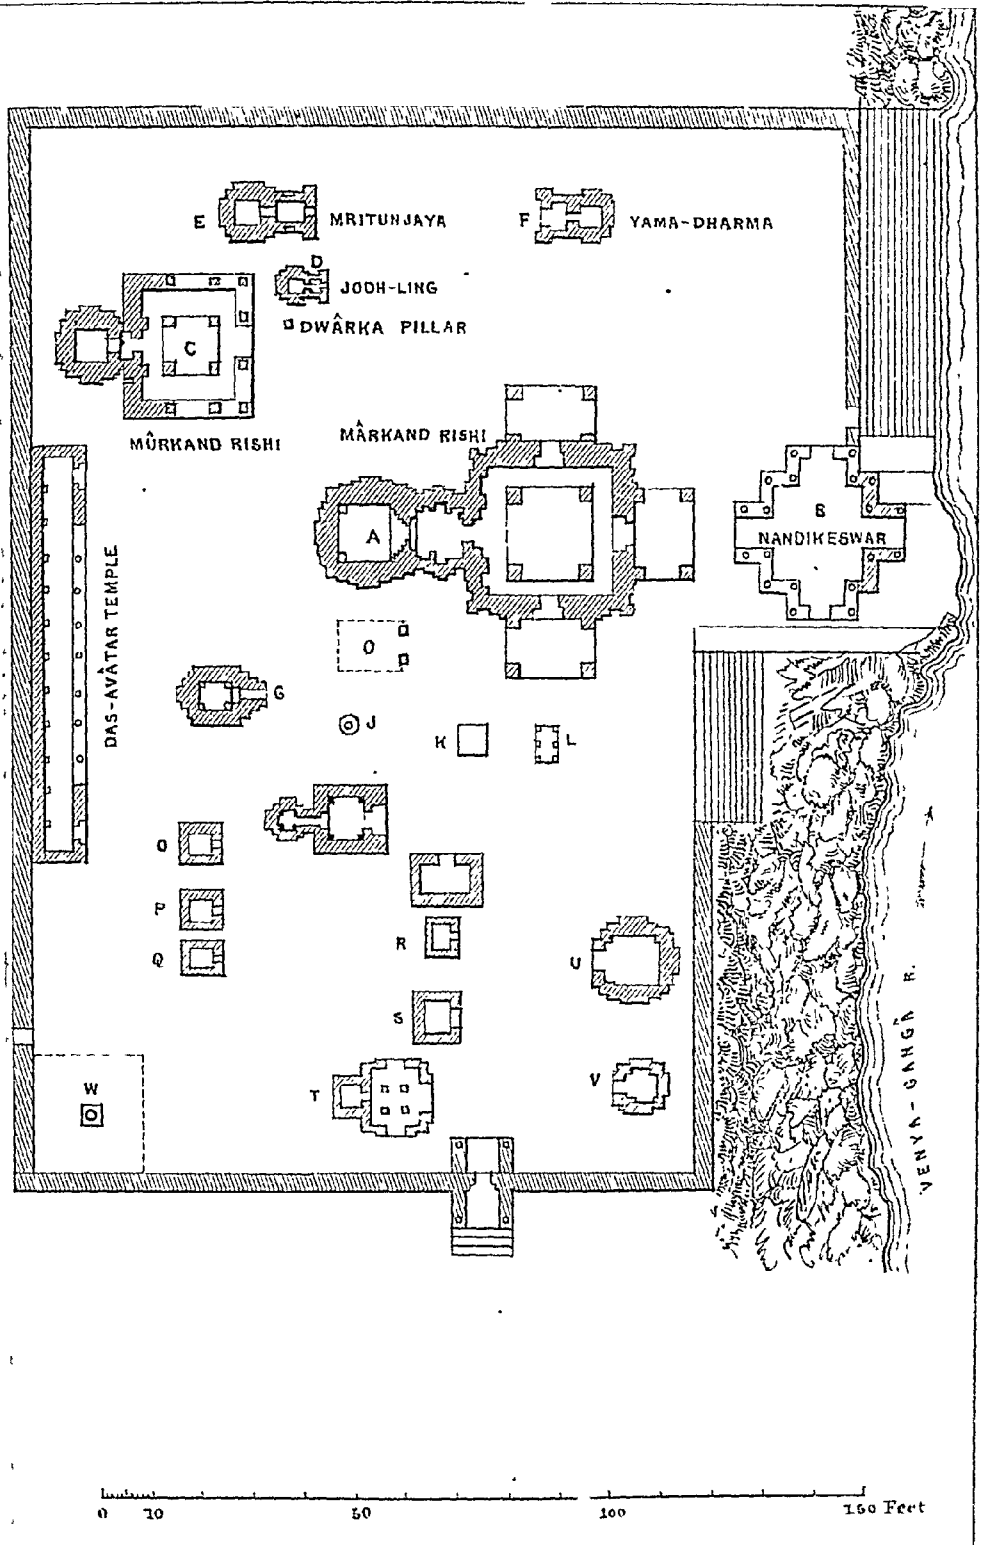 E
MRITUNJAYA
F
YAMA-DHARMA
D
JODH-LING
DWÂRKA PILLAR
C
MÛRKAND RISHI
MÂRKAND RISHI
A
B
NANDIKESWAR
DAS-AVÂTAR TEMPLE
O
G
J
K
L
O
P
R
Q
U
S
V
T
W
VENYA-GANGÂ R.
0 10 50 100 150 Feet